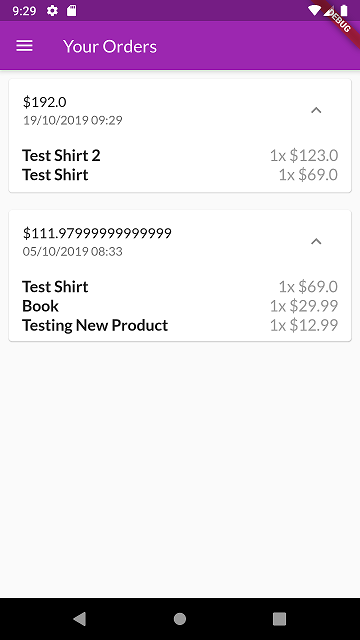 9:29
DEBUG
Your Orders
$192.0
19/10/2019 09:29
Test Shirt 2 1x $123.0
Test Shirt 1x $69.0
$111.97999999999999
05/10/2019 08:33
Test Shirt 1x $69.0
Book 1x $29.99
Testing New Product 1x $12.99